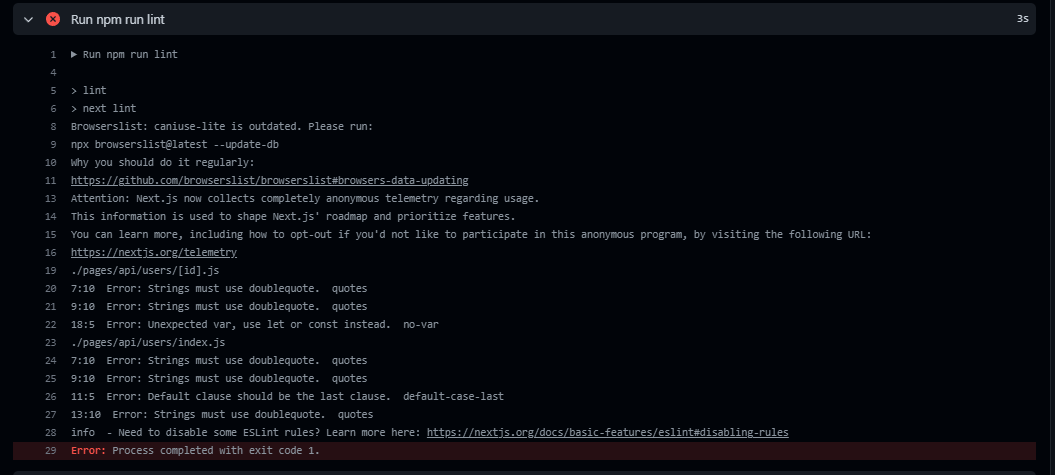 Run npm run lint 3s
1 ▶ Run npm run lint
4
5 > lint
6 > next lint
8 Browserslist: caniuse-lite is outdated. Please run:
9 npx browserslist@latest --update-db
10 Why you should do it regularly:
11 https://github.com/browserslist/browserslist#browsers-data-updating
13 Attention: Next.js now collects completely anonymous telemetry regarding usage.
14 This information is used to shape Next.js' roadmap and prioritize features.
15 You can learn more, including how to opt-out if you'd not like to participate in this anonymous program, by visiting the following URL:
16 https://nextjs.org/telemetry
19 ./pages/api/users/[id].js
20 7:10  Error: Strings must use doublequote.  quotes
21 9:10  Error: Strings must use doublequote.  quotes
22 18:5  Error: Unexpected var, use let or const instead.  no-var
23 ./pages/api/users/index.js
24 7:10  Error: Strings must use doublequote.  quotes
25 9:10  Error: Strings must use doublequote.  quotes
26 11:5  Error: Default clause should be the last clause.  default-case-last
27 13:10  Error: Strings must use doublequote.  quotes
28 info  - Need to disable some ESLint rules? Learn more here: https://nextjs.org/docs/basic-features/eslint#disabling-rules
29 Error: Process completed with exit code 1.